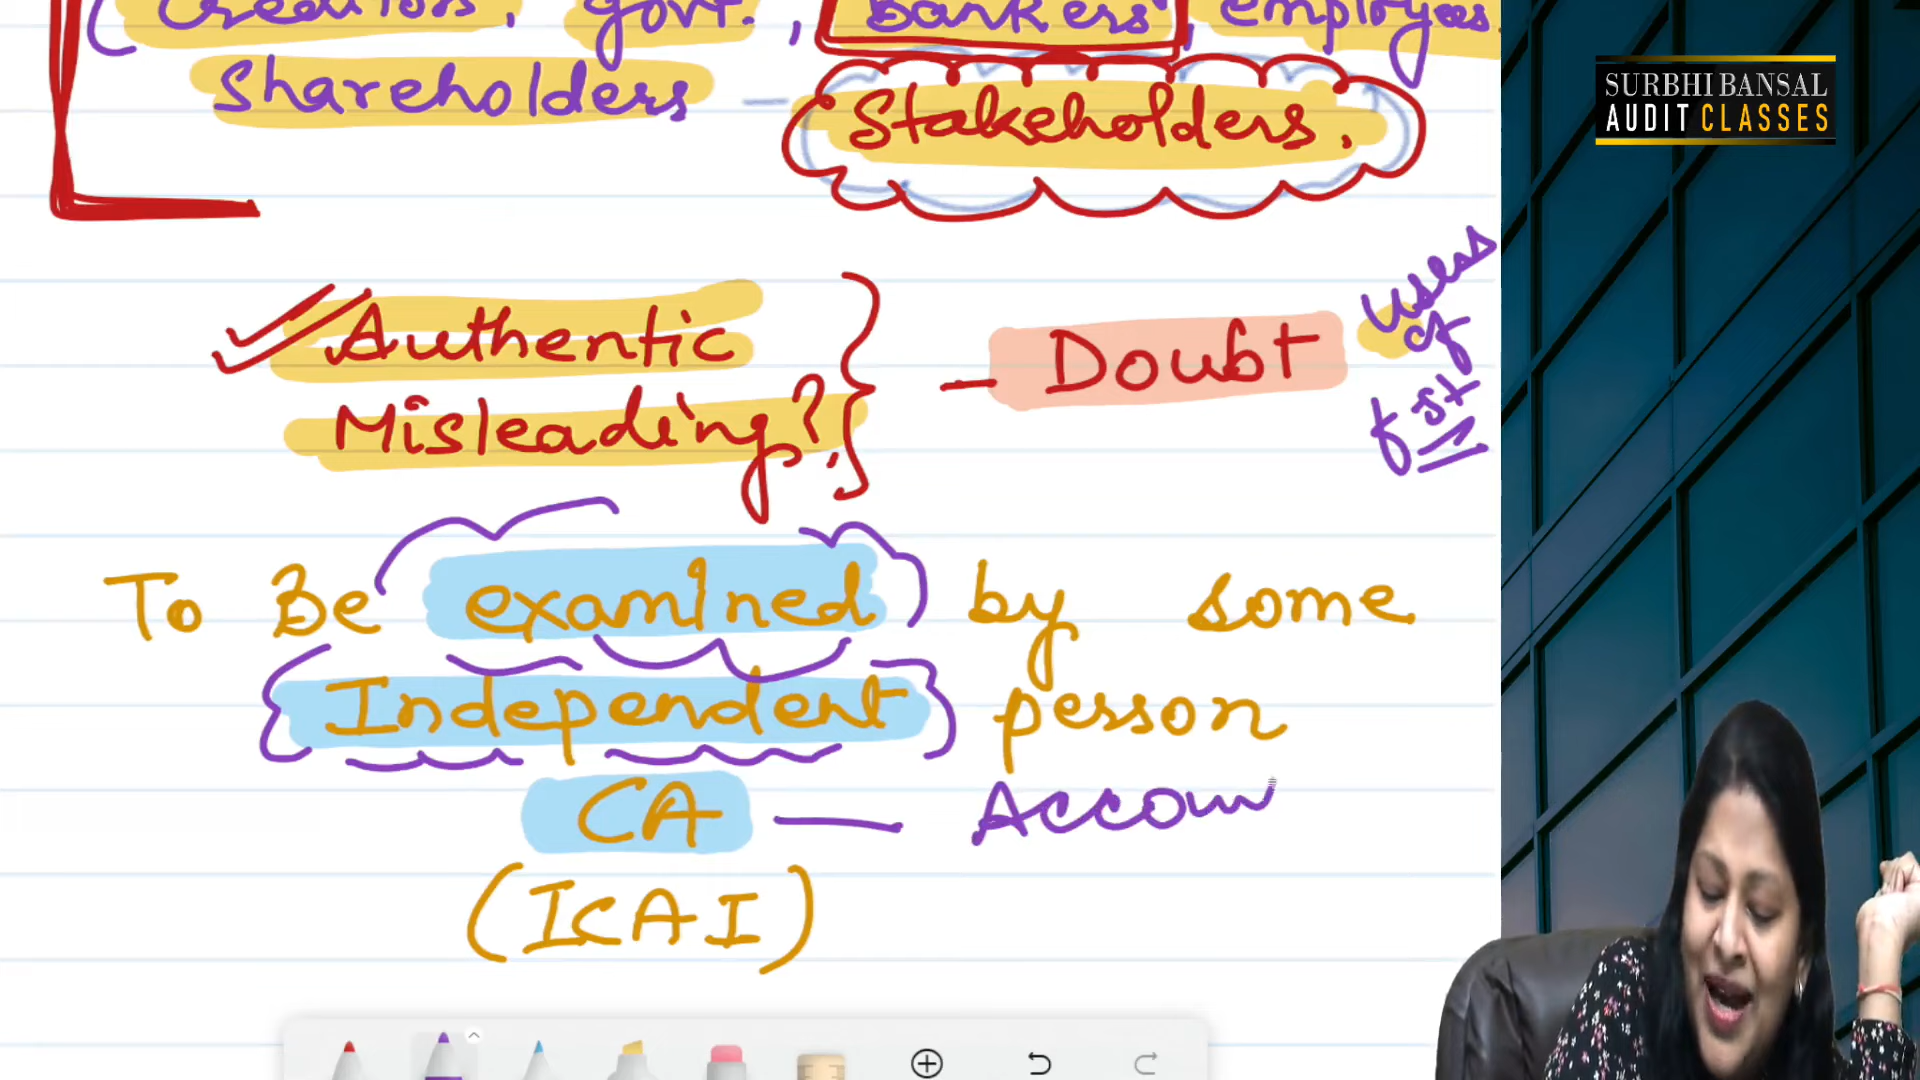 (Creditors, govt., Bankers, employees.
Shareholders - Stakeholders.
SURBHI BANSAL
AUDIT CLASSES
Authentic
Misleading?
- Doubt
users
of
f.st
To Be examined by some
Independent person
CA — Accoun
(ICAI)